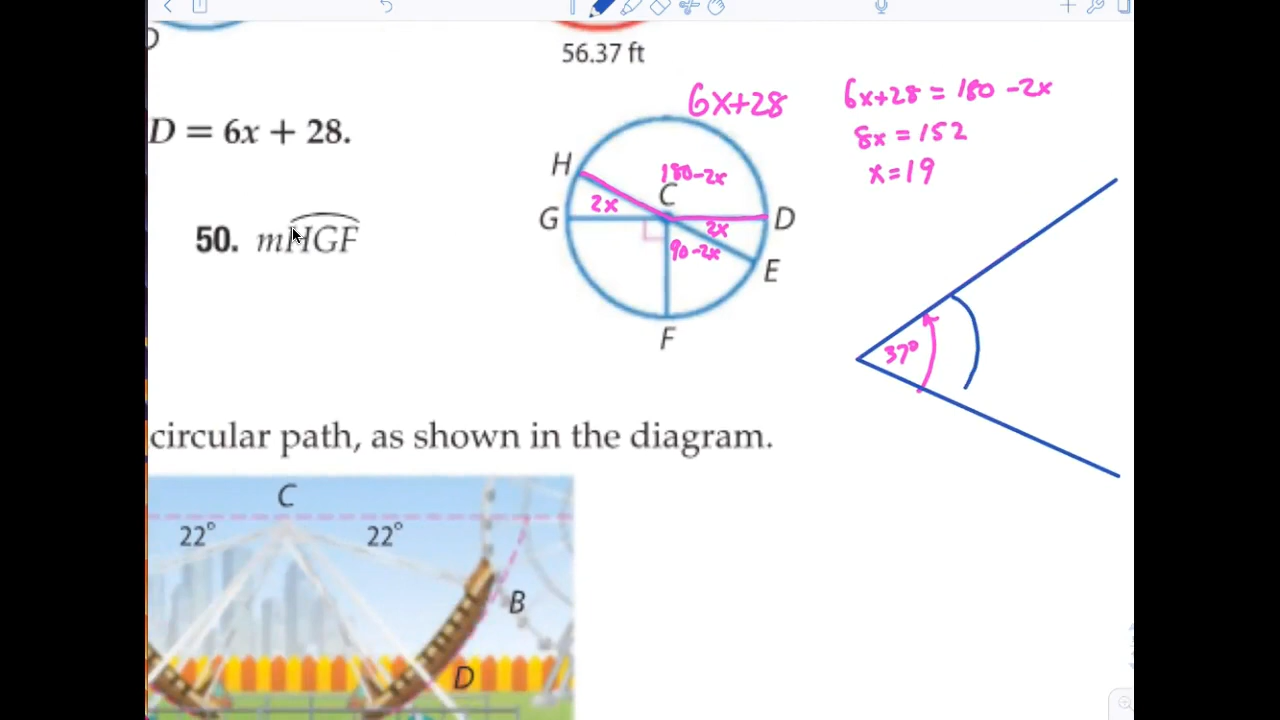 D
56.37 ft
6x+28
6x+28 = 180 - 2x
D = 6x + 28.
8x = 152
H
180-2x
x = 19
C
2x
G
D
2x
50. mHGF
90-2x
E
F
37°
circular path, as shown in the diagram.
C
22°
22°
B
D